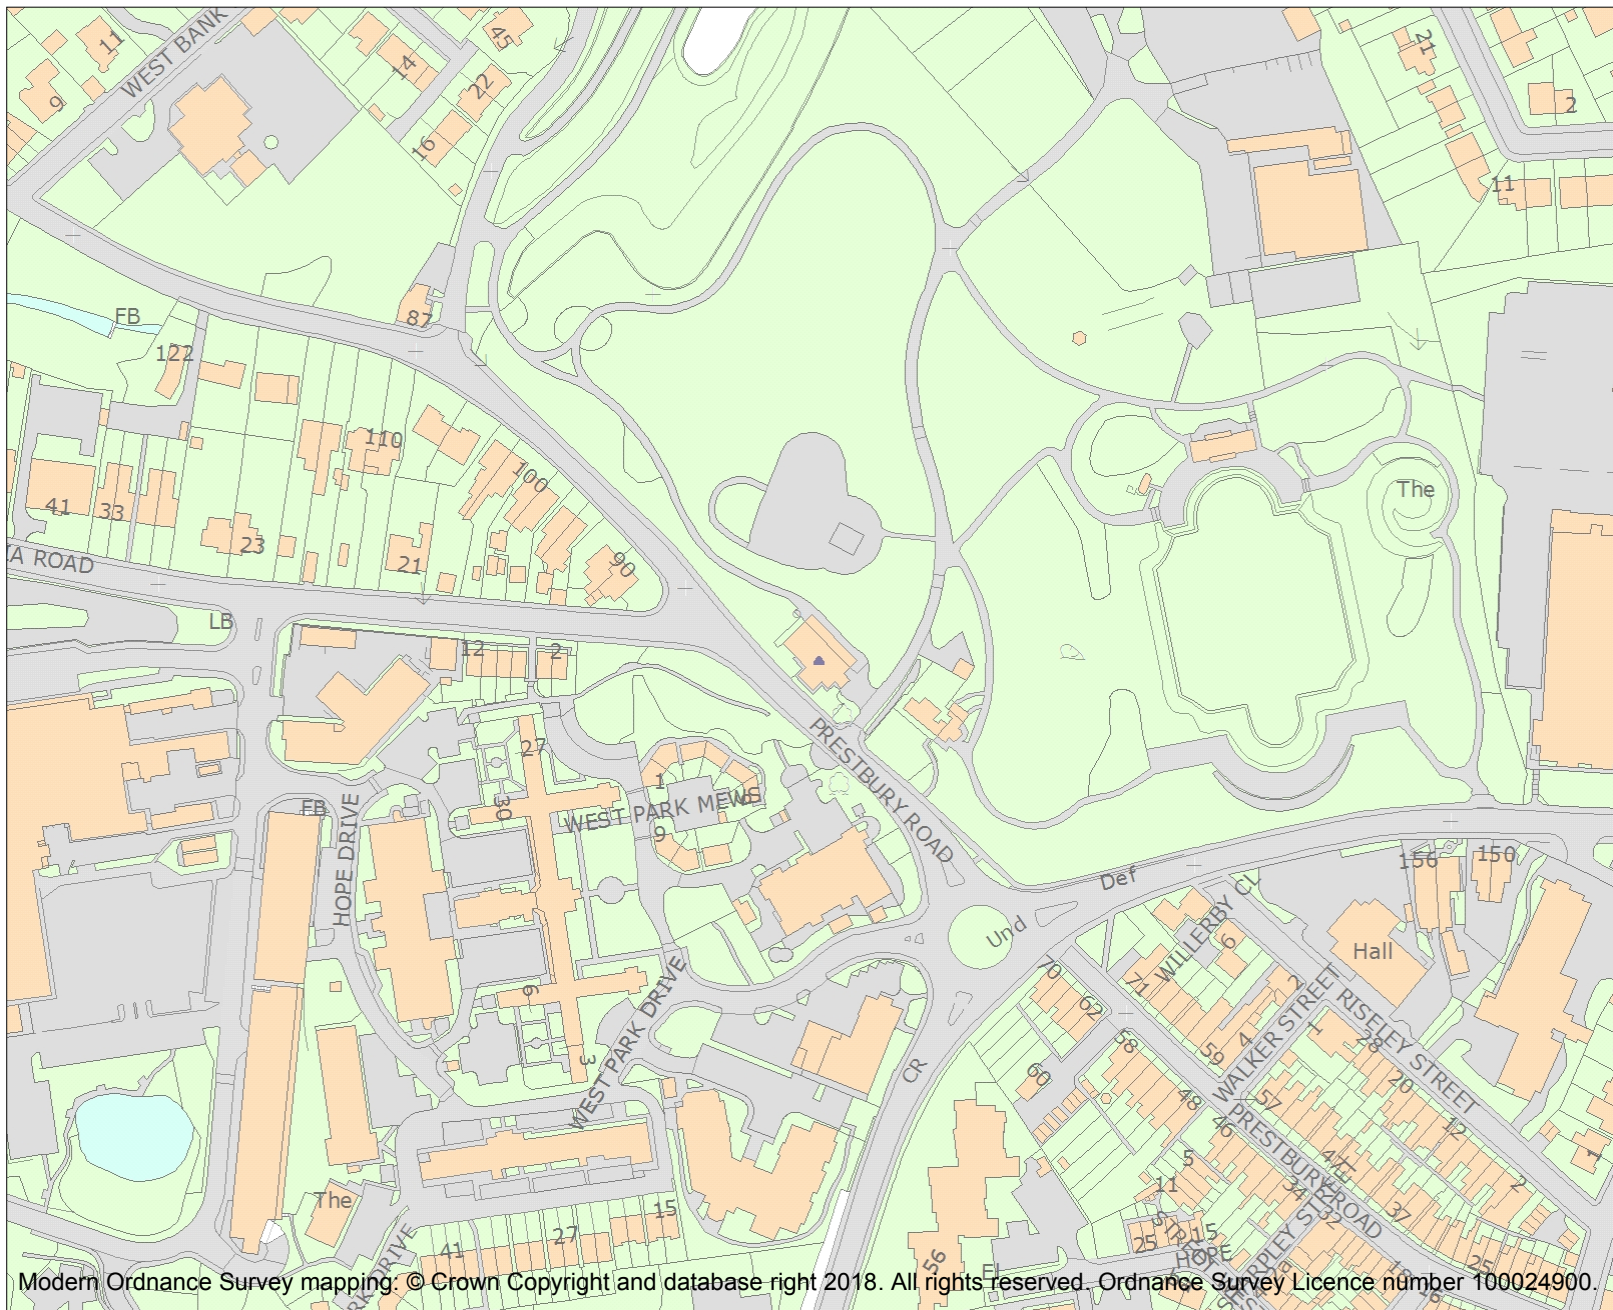 11
WEST BANK
9
14
45
22
16
21
2
11
FB
87
122
110
100
90
41
33
23
21
ZA ROAD
LB
12
2
The
27
30
FB
HOPE DRIVE
1
WEST PARK MEWS
9
PRESTBURY ROAD
Def
Und
156
150
WILLERBY CL
6
Hall
70
62
71
2
WALKER STREET
RISELEY STREET
1
28
4
59
58
60
6
3
WEST PARK DRIVE
CR
20
12
2
1
57
48
46
PRESTBURY ROAD
47
34
32
37
25
5
11
15
25
HOPE
The
15
27
41
56
16
Modern Ordnance Survey mapping: © Crown Copyright and database right 2018. All rights reserved. Ordnance Survey Licence number 100024900.